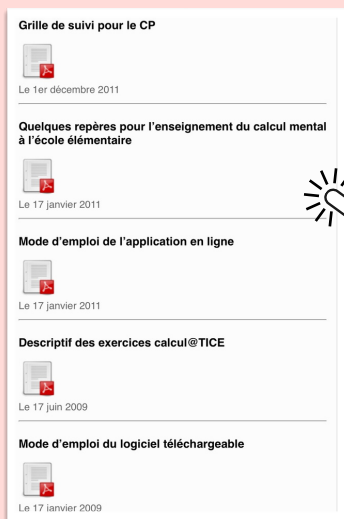 Grille de suivi pour le CP
Le 1er décembre 2011
Quelques repères pour l'enseignement du calcul mental
à l'école élémentaire
Le 17 janvier 2011
Mode d'emploi de l'application en ligne
Le 17 janvier 2011
Descriptif des exercices calcul@TICE
Le 17 juin 2009
Mode d'emploi du logiciel téléchargeable
Le 17 janvier 2009